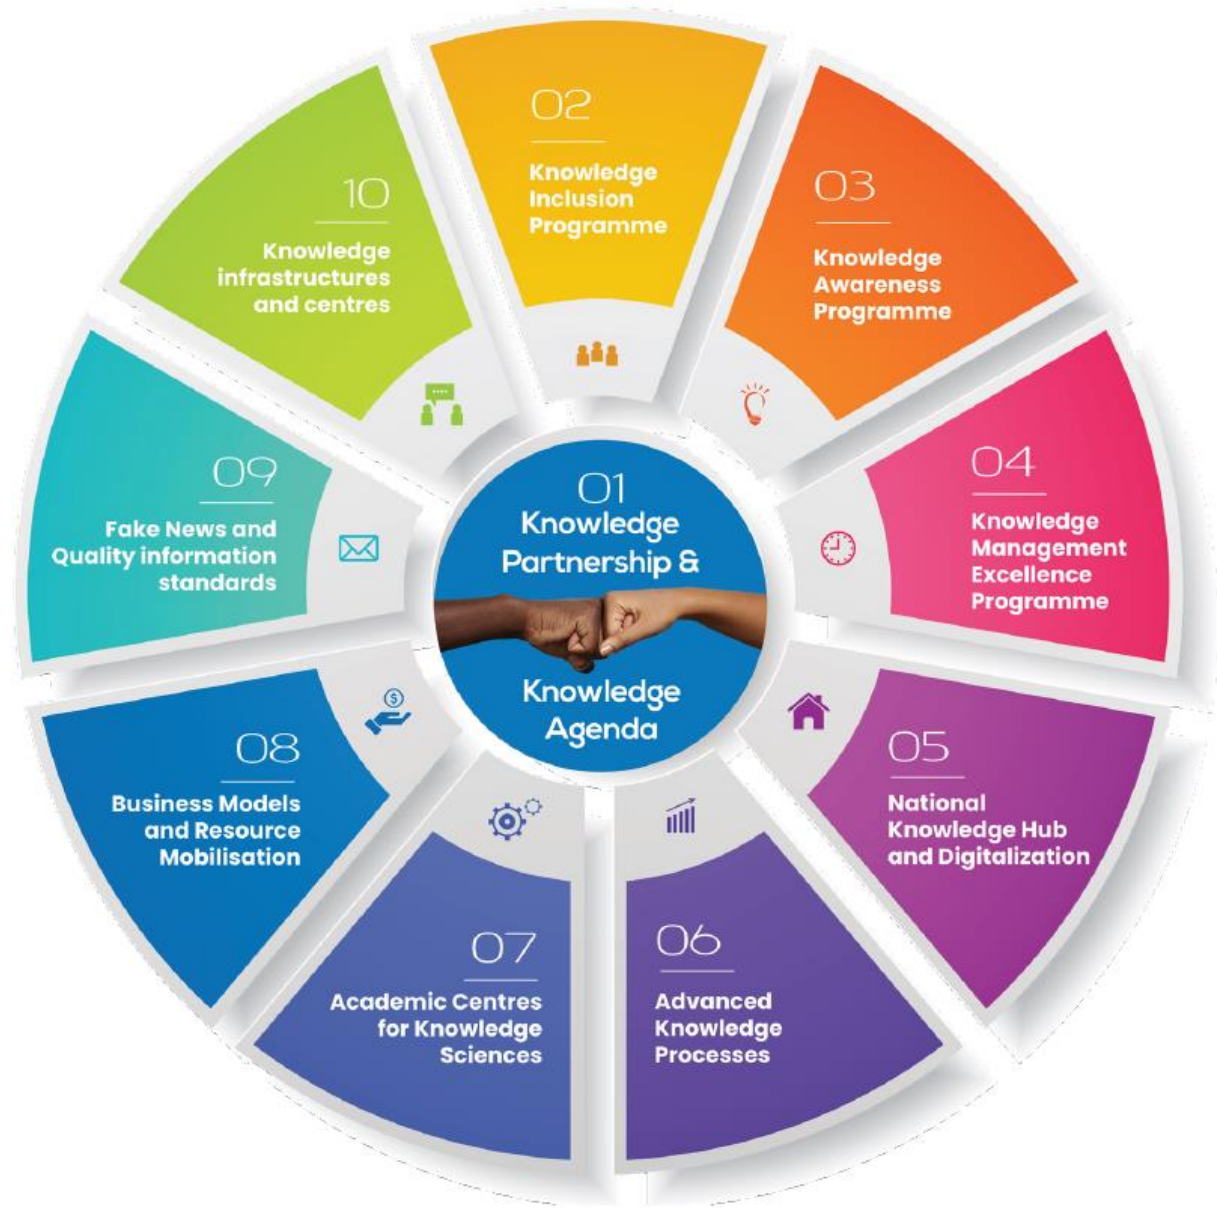 01
Knowledge
Partnership &
Knowledge
Agenda
02
Knowledge
Inclusion
Programme
03
Knowledge
Awareness
Programme
04
Knowledge
Management
Excellence
Programme
05
National
Knowledge Hub
and Digitalization
06
Advanced
Knowledge
Processes
07
Academic Centres
for Knowledge
Sciences
08
Business Models
and Resource
Mobilisation
09
Fake News and
Quality information
standards
10
Knowledge
infrastructures
and centres